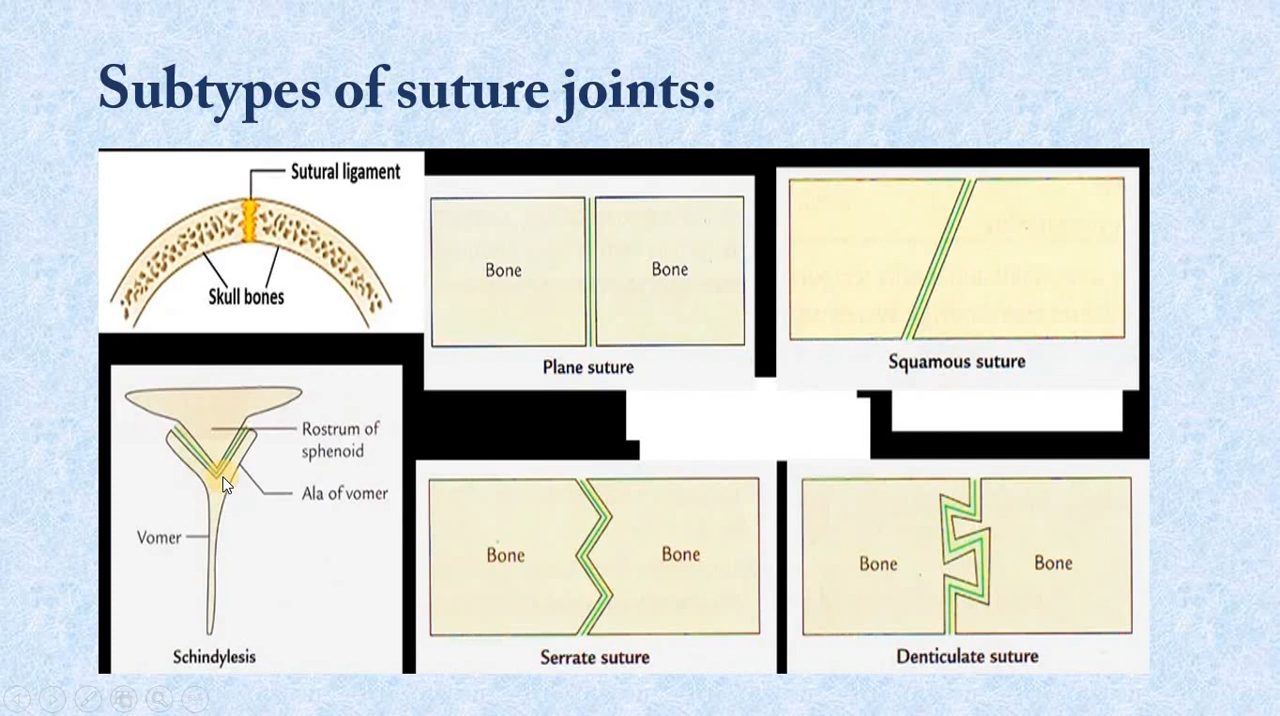 Subtypes of suture joints:
Sutural ligament
Skull bones
Bone
Bone
Plane suture
Squamous suture
Rostrum of
sphenoid
Ala of vomer
Vomer
Schindylesis
Bone
Bone
Serrate suture
Bone
Bone
Denticulate suture